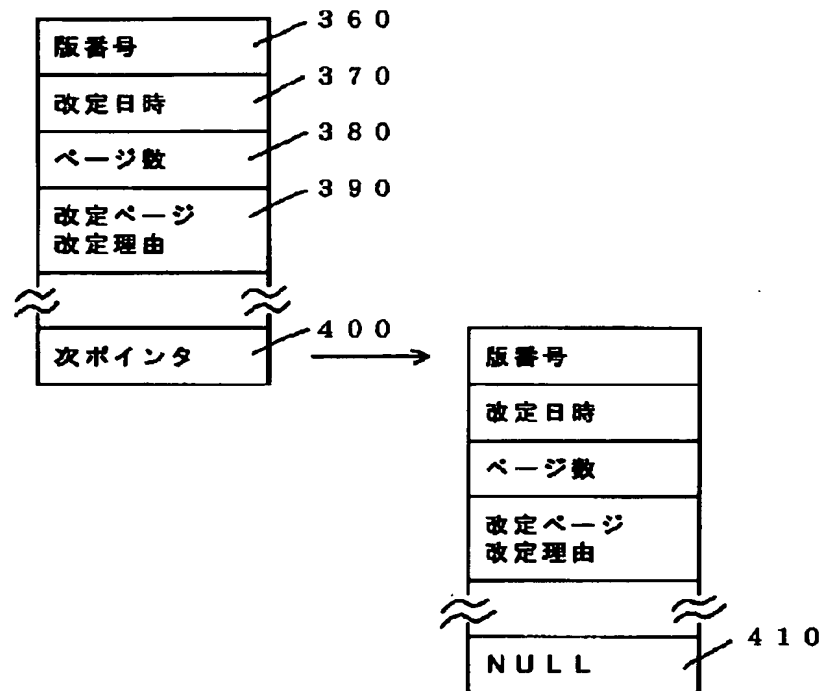 版番号
360
改定日時
370
ページ数
380
改定ページ
改定理由
390
次ポインタ
400
版番号
改定日時
ページ数
改定ページ
改定理由
NULL
410